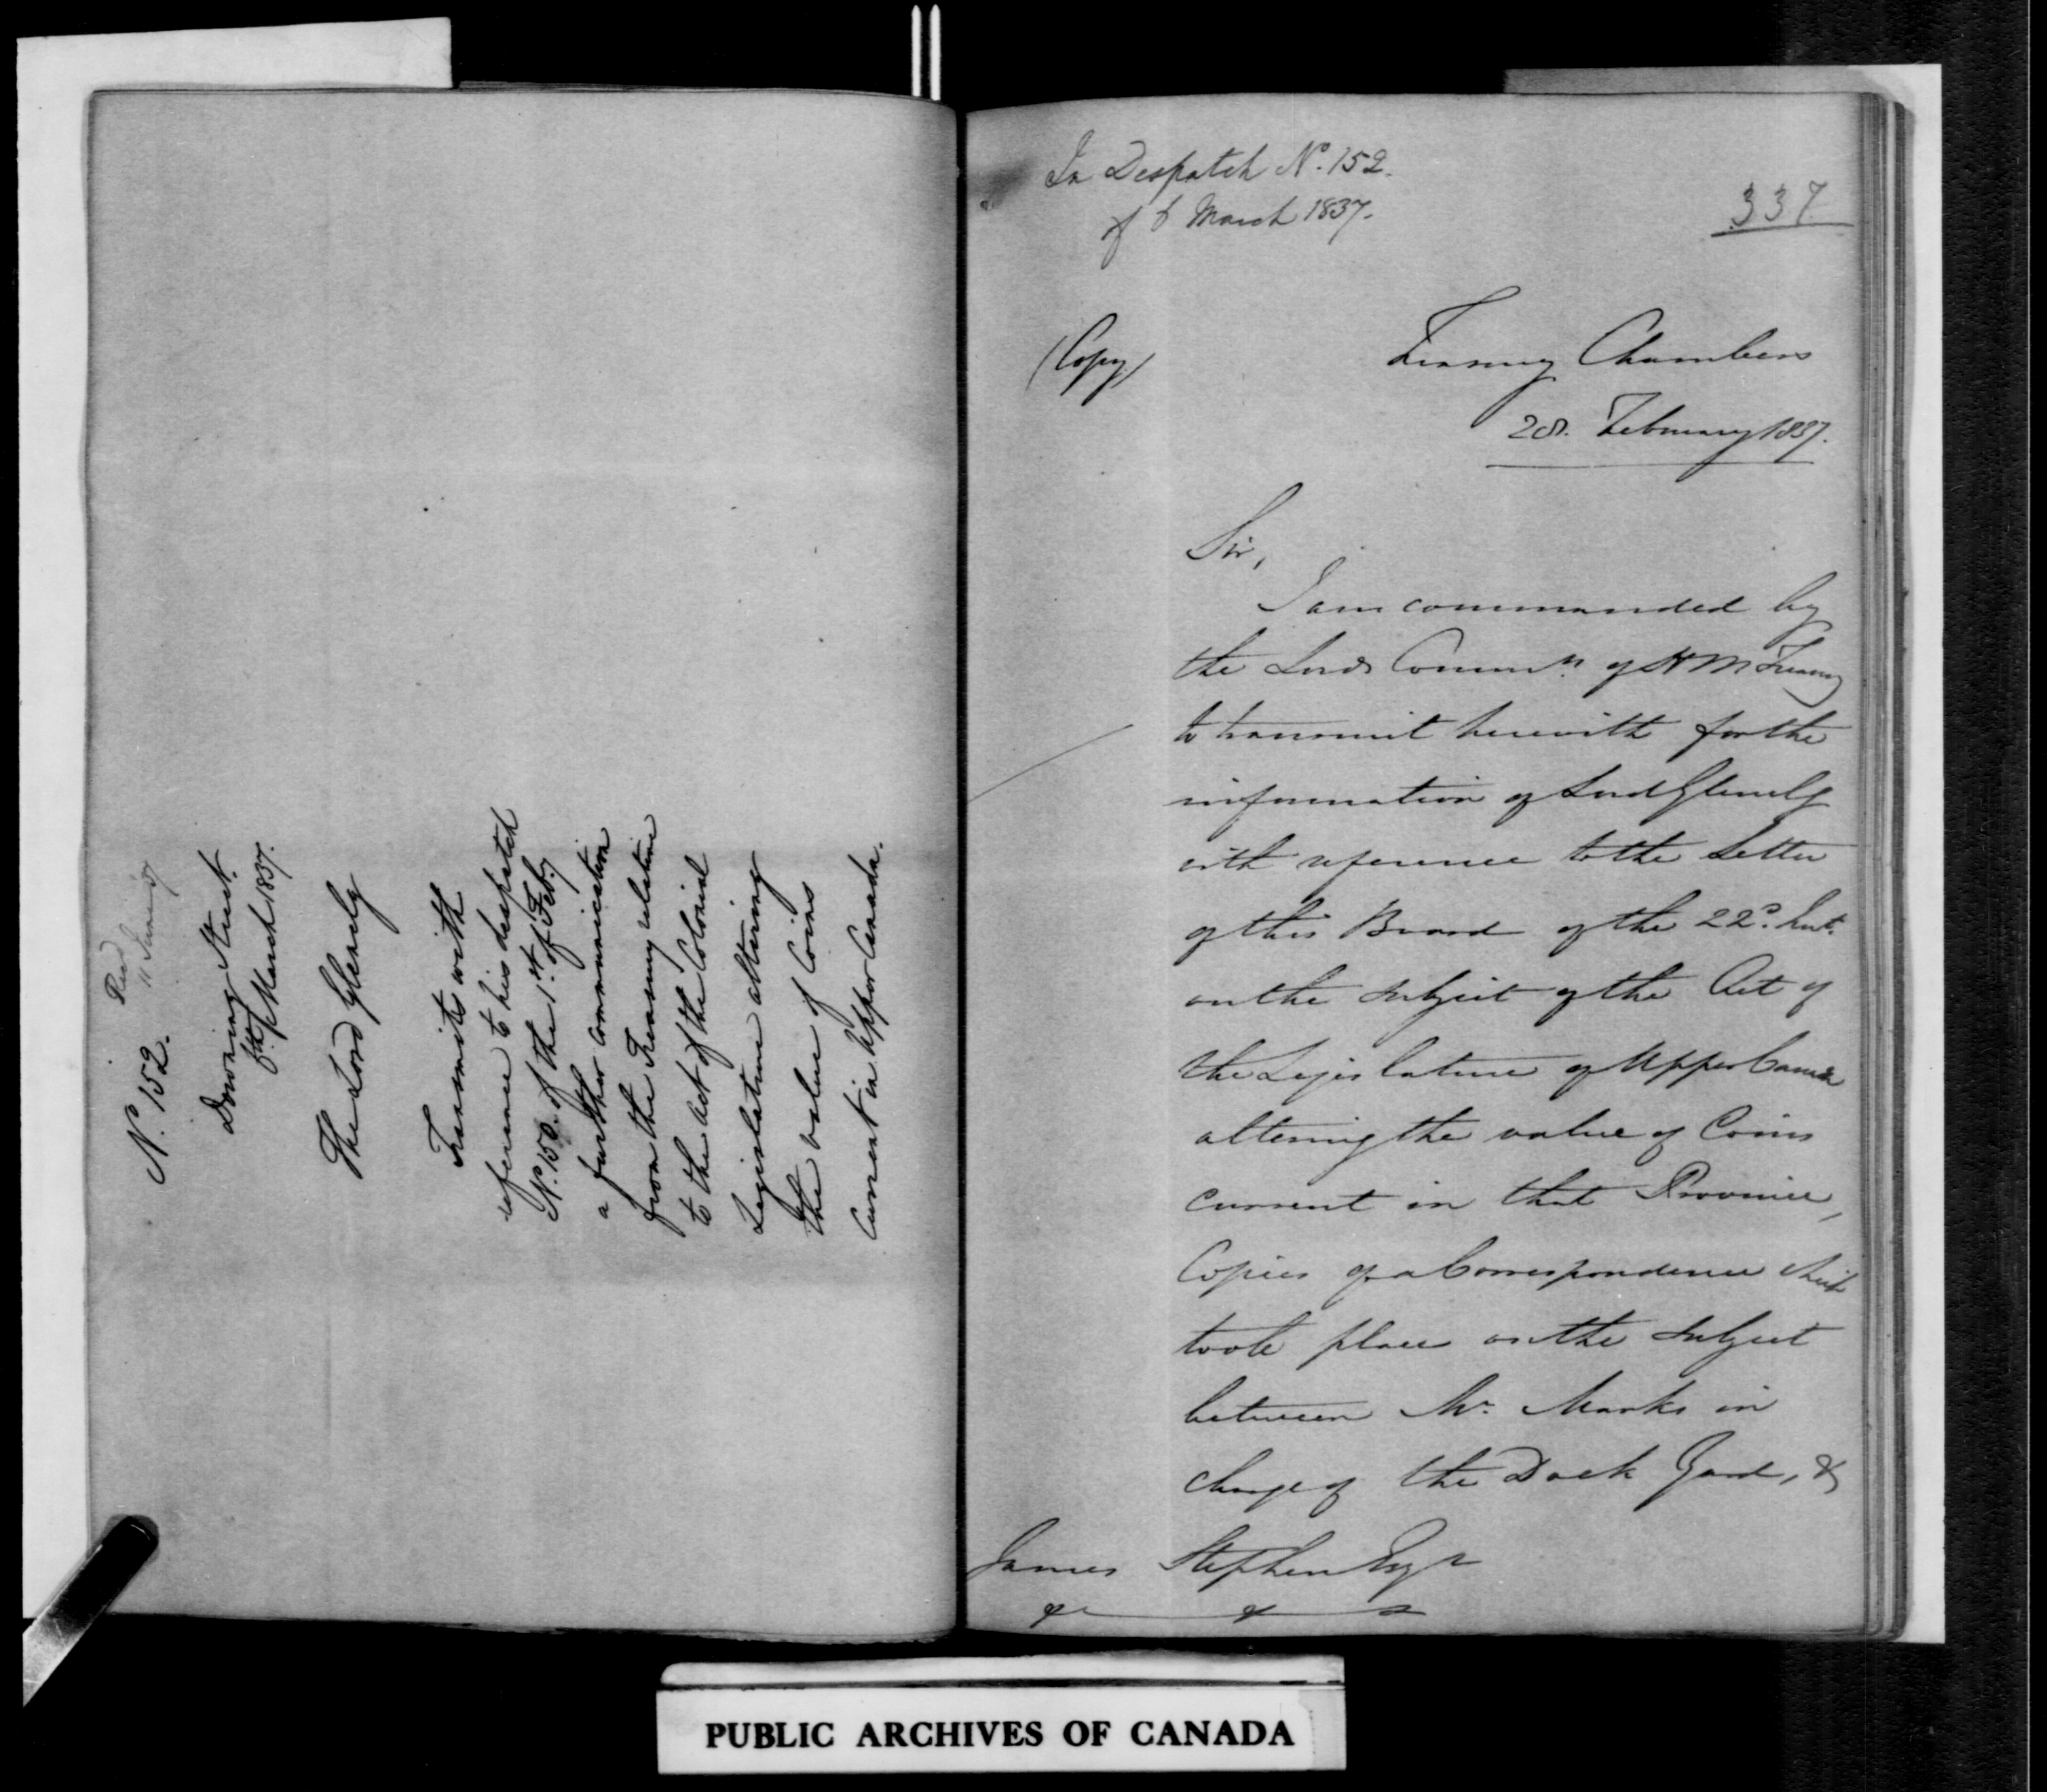 Recd
11 June 37
No. 152.
Downing Street.
6th March 1837.
The Lord Glenelg
Transmits with
reference to his despatch
No. 150. of the 1st of Feby
a further communication
from the Treasury relative
to the act of the Colonial
Legislature altering
the value of Coins
Current in Upper Canada.
In Despatch No. 152.
of 6 March 1837.
337
(Copy)
Treasury Chambers
28. February 1837.
Sir,
I am commanded by
the Lords Commrs. of H M Treasury
to transmit herewith for the
information of Lord Glenelg
with reference to the Letter
of this Board of the 22d. Inst.
on the subject of the Act of
the Legislature of Upper Canada
altering the value of Coins
current in that Province,
Copies of a Correspondence which
took place on the subject
between Mr. Marks in
charge of the Dock Yard, &
James Stephen Esqr
&c &c &c
PUBLIC ARCHIVES OF CANADA